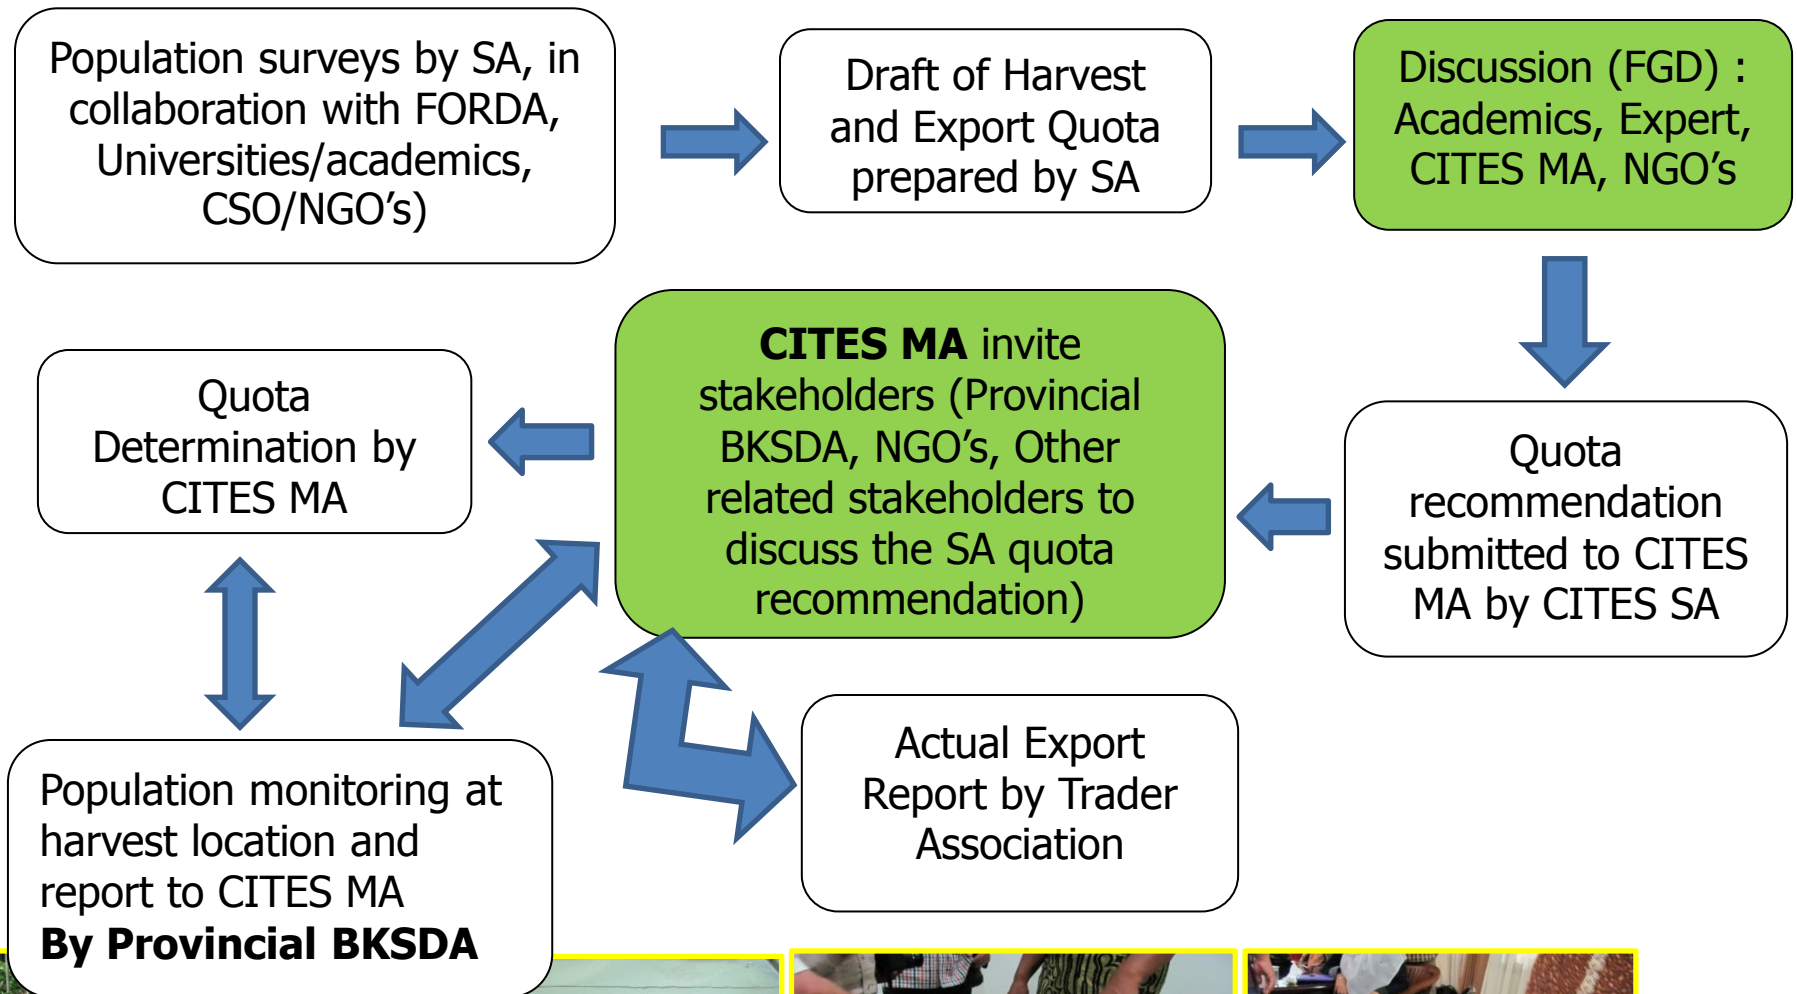 Population surveys by SA, in
collaboration with FORDA,
Universities/academics,
CSO/NGO’s)
Draft of Harvest
and Export Quota
prepared by SA
Discussion (FGD) :
Academics, Expert,
CITES MA, NGO’s
Quota
Determination by
CITES MA
CITES MA invite
stakeholders (Provincial
BKSDA, NGO’s, Other
related stakeholders to
discuss the SA quota
recommendation)
Quota
recommendation
submitted to CITES
MA by CITES SA
Population monitoring at
harvest location and
report to CITES MA
By Provincial BKSDA
Actual Export
Report by Trader
Association